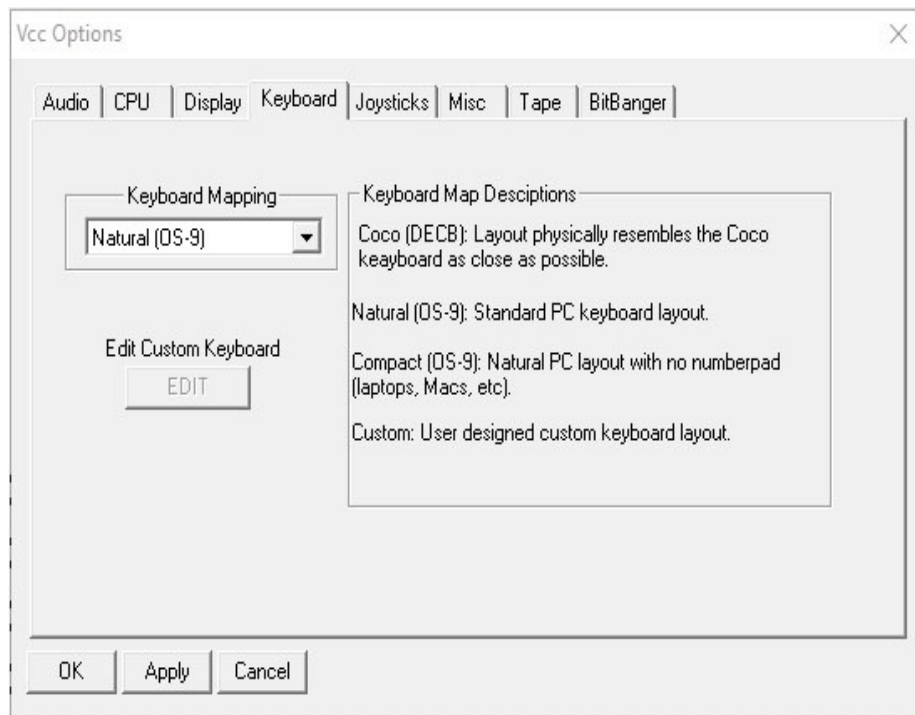 Vcc Options
Audio CPU Display Keyboard Joysticks Misc Tape BitBanger
Keyboard Mapping
Natural (OS-9)
Edit Custom Keyboard
EDIT
Keyboard Map Desciptions
Coco (DECB): Layout physically resembles the Coco
keayboard as close as possible.
Natural (OS-9): Standard PC keyboard layout.
Compact (OS-9): Natural PC layout with no numberpad
(laptops, Macs, etc).
Custom: User designed custom keyboard layout.
OK Apply Cancel